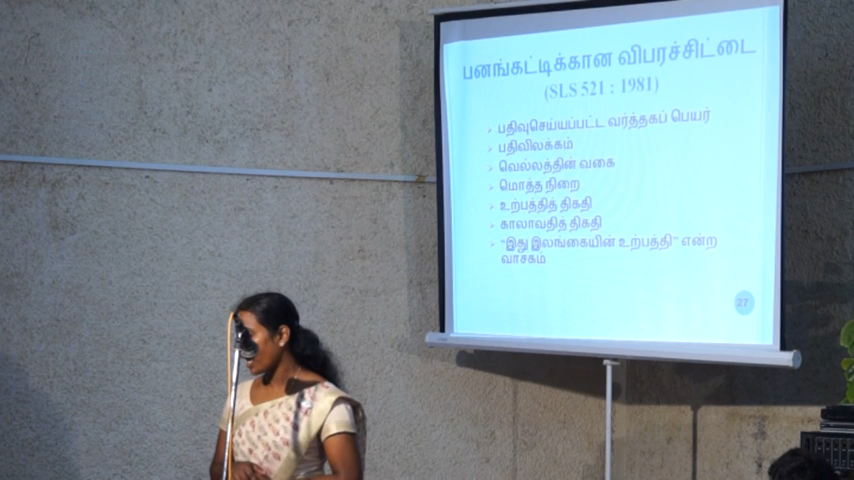 பனங்கட்டிக்கான விபரச்சிட்டை
(SLS 521 : 1981)
பதிவுசெய்யப்பட்ட வர்த்தகப் பெயர்
பதிவிலக்கம்
வெல்லத்தின் வகை
மொத்த நிறை
உற்பத்தித் திகதி
காலாவதித் திகதி
“இது இலங்கையின் உற்பத்தி” என்ற
வாசகம்
27